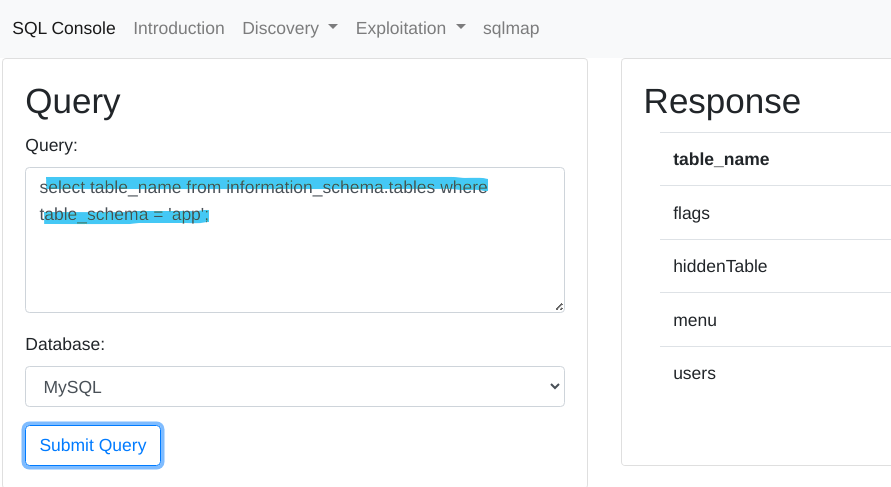 SQL Console Introduction Discovery Exploitation sqlmap
Query
Query:
select table_name from information_schema.tables where
table_schema = 'app';
Database:
MySQL
Submit Query
Response
table_name
flags
hiddenTable
menu
users